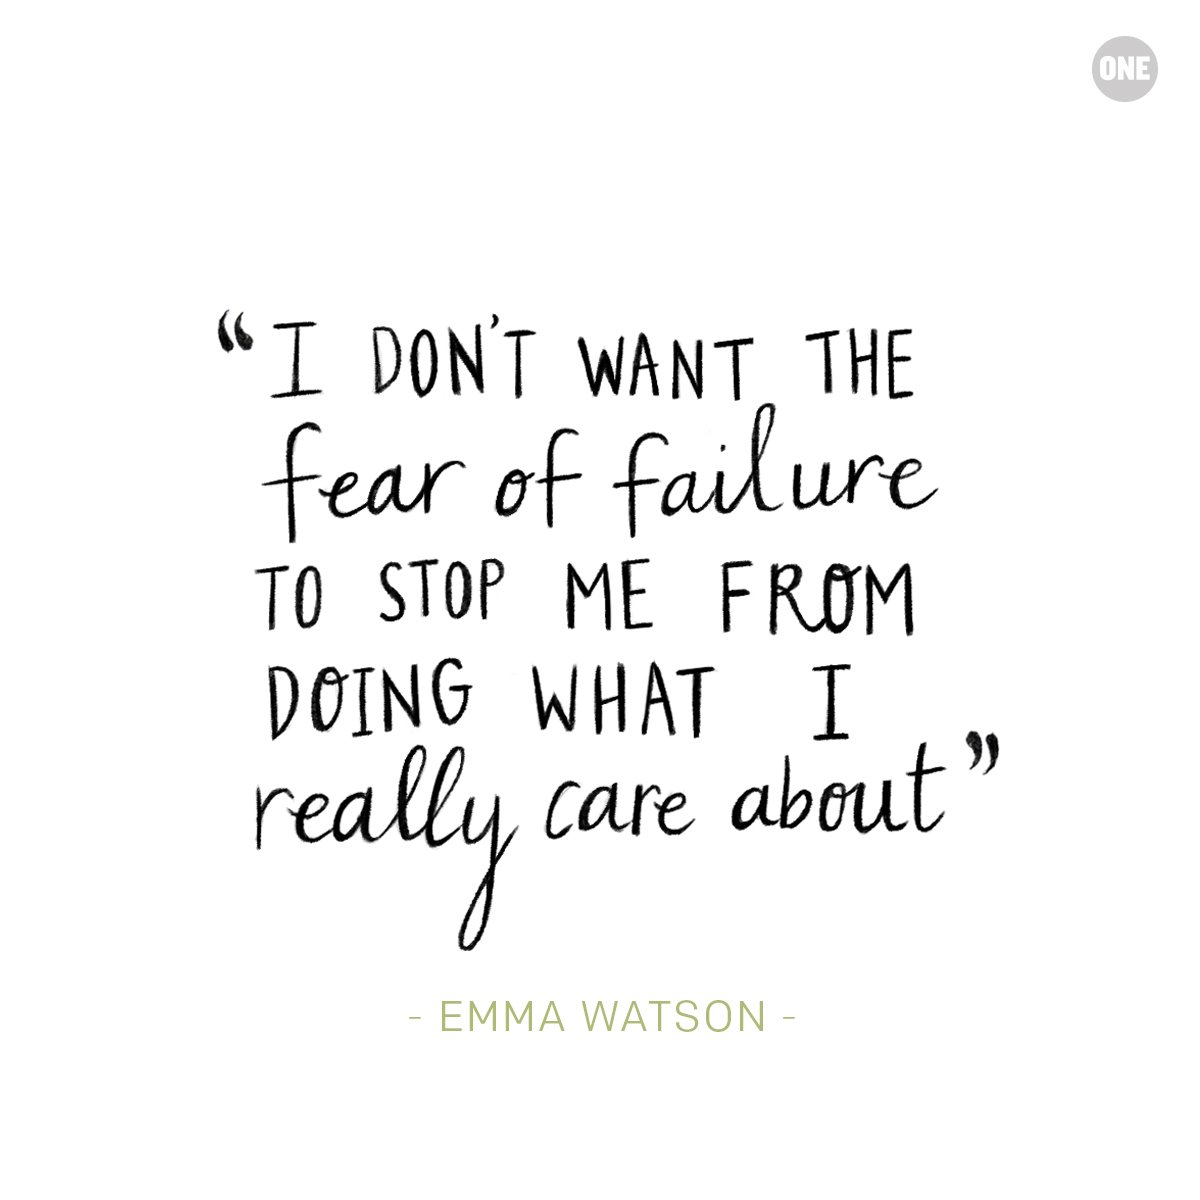 ONE
“I DON'T WANT THE
fear of failure
TO STOP ME FROM
DOING WHAT I
really care about”
- EMMA WATSON -